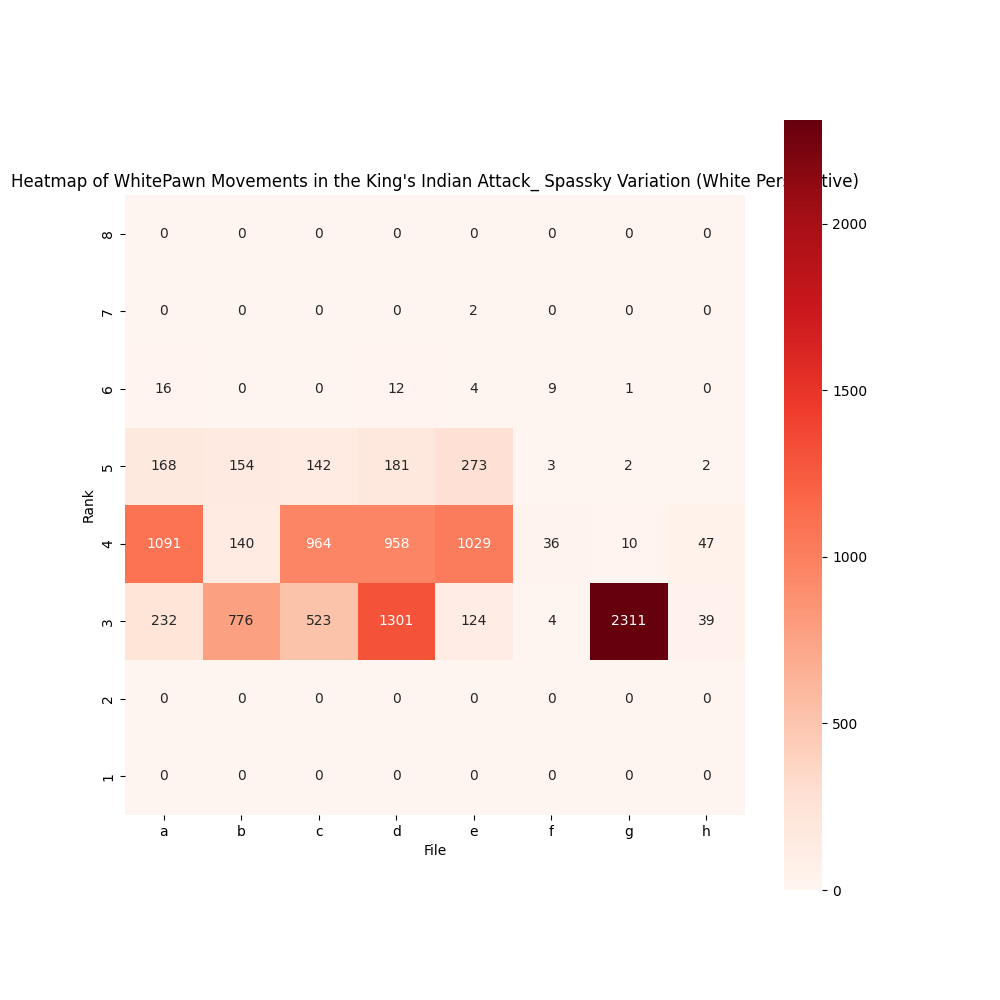 Heatmap of WhitePawn Movements in the King's Indian Attack_ Spassky Variation (White Per tive)
8 0 0 0 0 0 0 0 0
7 0 0 0 0 2 0 0 0
6 16 0 0 12 4 9 1 0
5 168 154 142 181 273 3 2 2
4 1091 140 964 958 1029 36 10 47
3 232 776 523 1301 124 4 2311 39
2 0 0 0 0 0 0 0 0
1 0 0 0 0 0 0 0 0
Rank
a b c d e f g h
File
2000
1500
1000
500
0